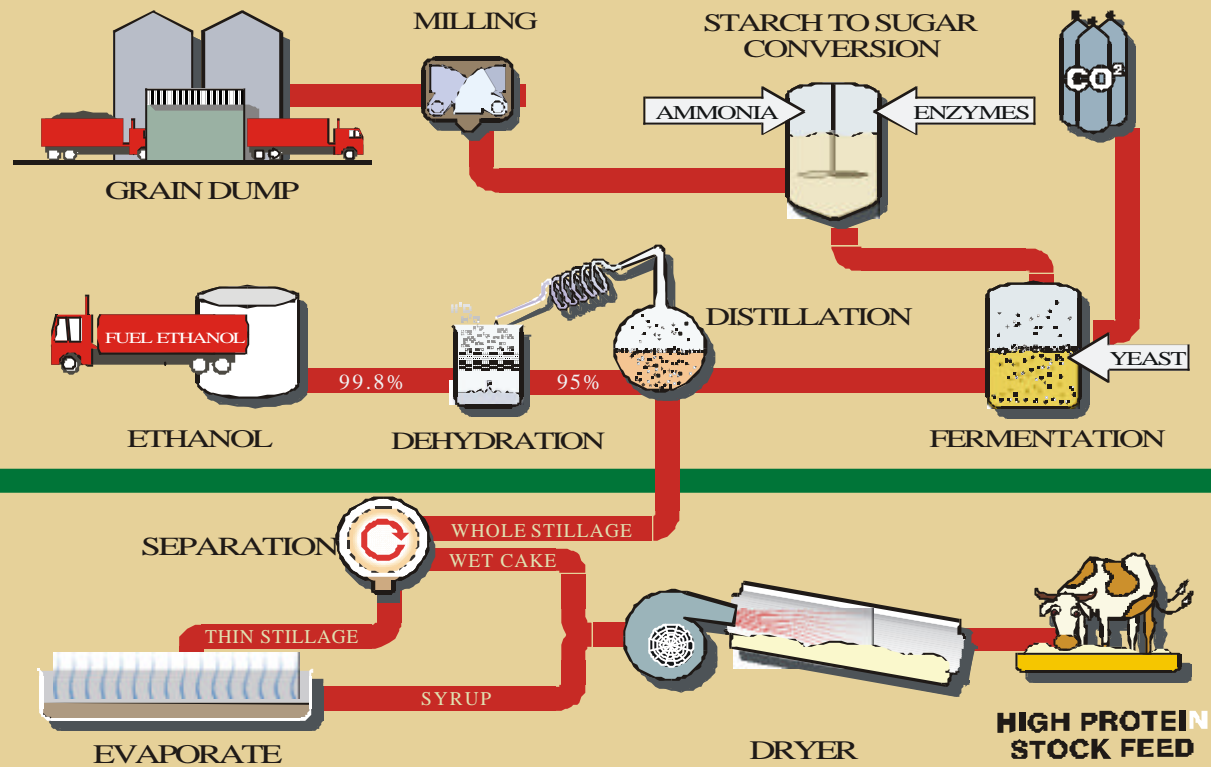 MILLING
STARCH TO SUGAR
CONVERSION
CO²
AMMONIA
ENZYMES
GRAIN DUMP
DISTILLATION
FUEL ETHANOL
YEAST
99.8%
95%
ETHANOL
DEHYDRATION
FERMENTATION
WHOLE STILLAGE
SEPARATION
WET CAKE
THIN STILLAGE
SYRUP
EVAPORATE
DRYER
HIGH PROTEIN
STOCK FEED